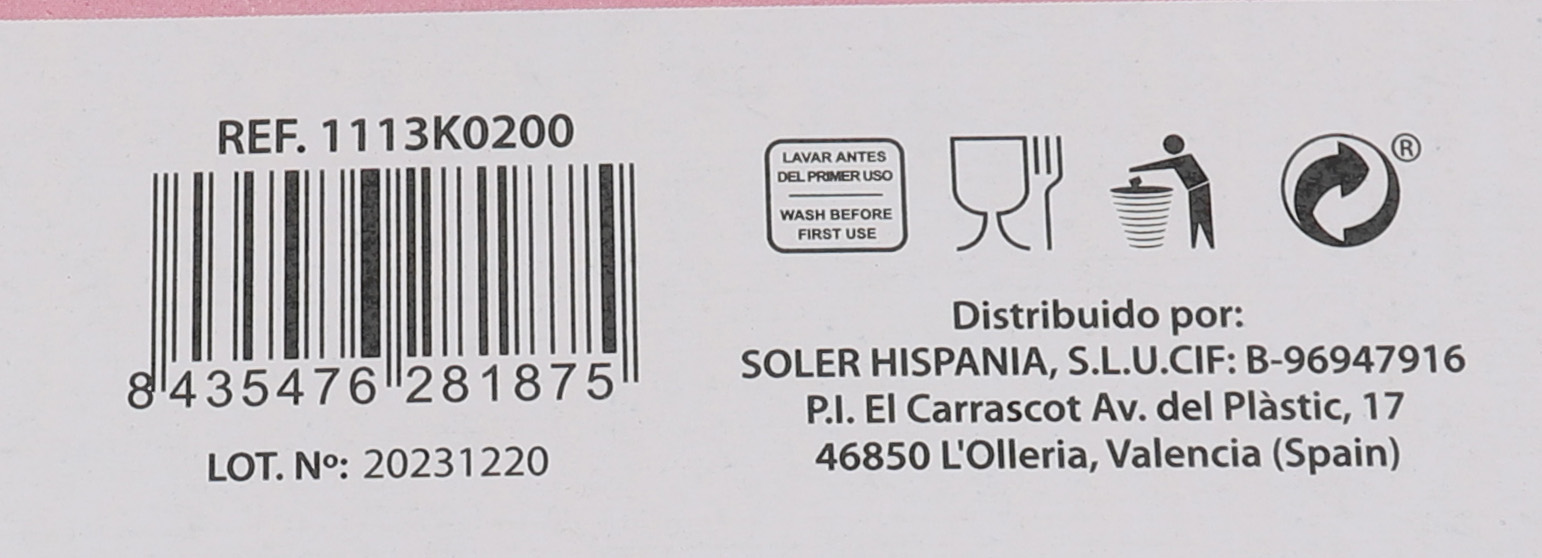 REF. 1113K0200
8 435476 281875
LOT. Nº: 20231220
LAVAR ANTES
DEL PRIMER USO
WASH BEFORE
FIRST USE
®
Distribuido por:
SOLER HISPANIA, S.L.U.CIF: B-96947916
P.I. El Carrascot Av. del Plàstic, 17
46850 L'Olleria, Valencia (Spain)